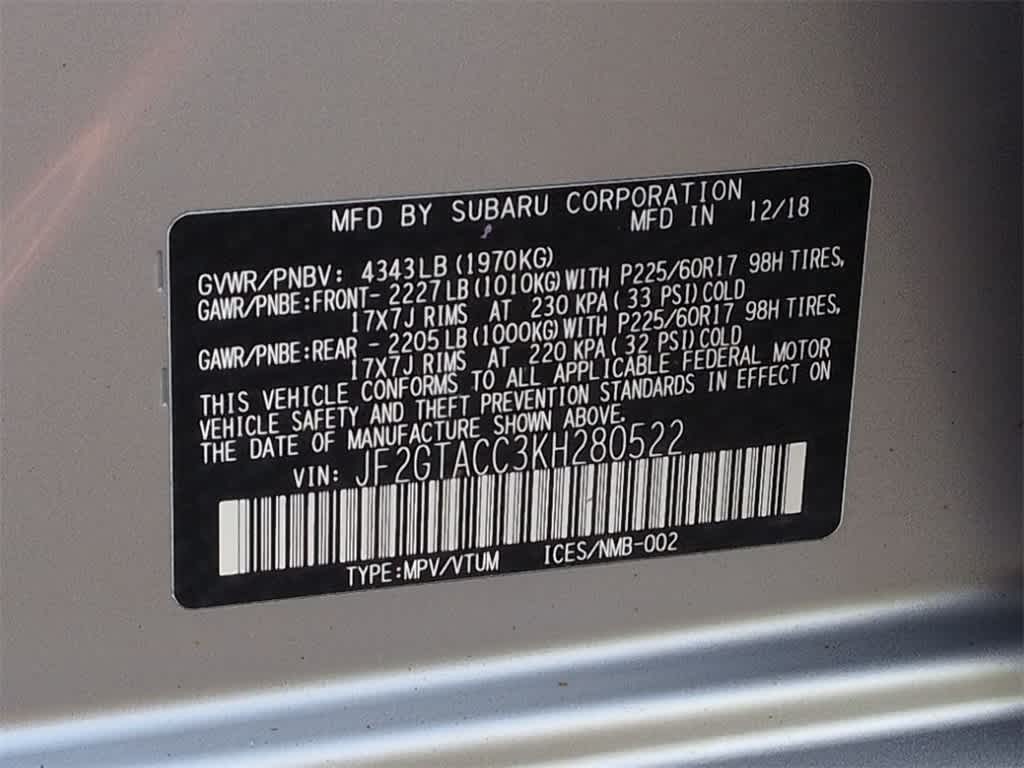 MFD BY SUBARU CORPORATION
MFD IN 12/18
GVWR/PNBV: 4343LB (1970KG)
GAWR/PNBE:FRONT- 2227LB (1010KG)WITH P225/60R17 98H TIRES,
17X7J RIMS AT 230 KPA( 33 PSI)COLD
GAWR/PNBE:REAR - 2205LB (1000KG)WITH P225/60R17 98H TIRES,
17X7J RIMS AT 220 KPA( 32 PSI)COLD
THIS VEHICLE CONFORMS TO ALL APPLICABLE FEDERAL MOTOR
VEHICLE SAFETY AND THEFT PREVENTION STANDARDS IN EFFECT ON
THE DATE OF MANUFACTURE SHOWN ABOVE.
VIN: JF2GTACC3KH280522
TYPE:MPV/VTUM ICES/NMB-002